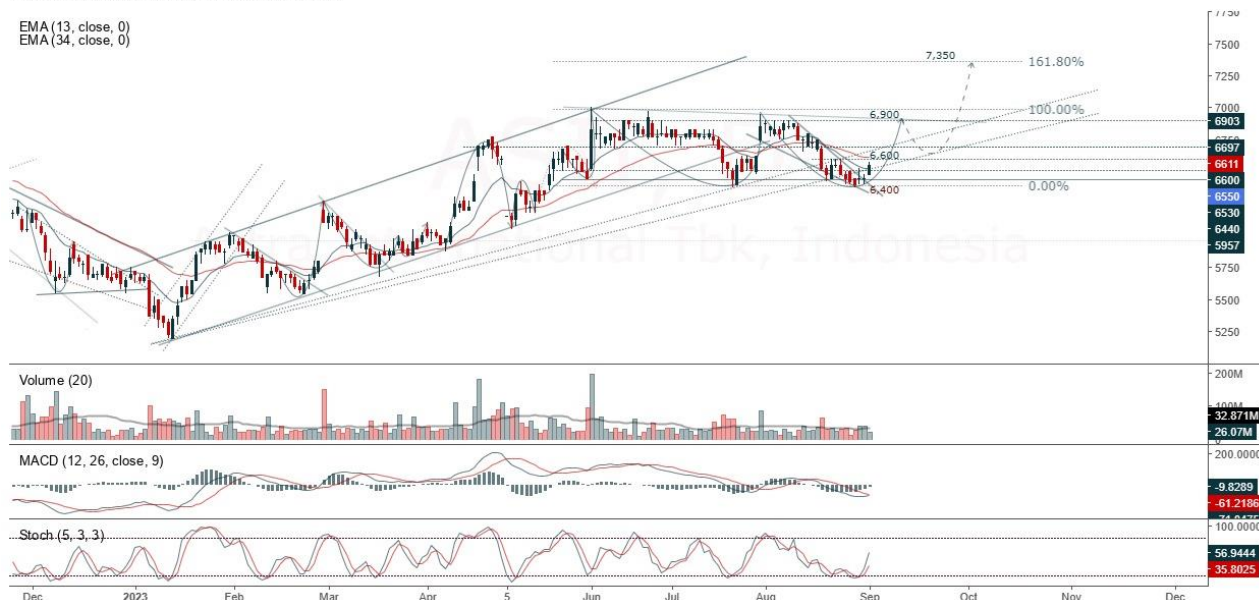 EMA (13, close, 0)
EMA (34, close, 0)
7750
7500
7,350
161.80%
7250
7000
100.00%
6,900
6903
6697
6,600
6611
6600
0.00%
6,400
6550
6530
6440
5957
Tbk, Indonesia
5750
5500
5250
Volume (20)
200M
32.871M
26.07M
MACD (12, 26, close, 9)
200.0000
-9.8289
-61.2186
Stoch (5, 3, 3)
100.0000
56.9444
35.8025
Dec 2023 Feb Mar Apr 5 Jun Jul Aug Sep Oct Nov Dec